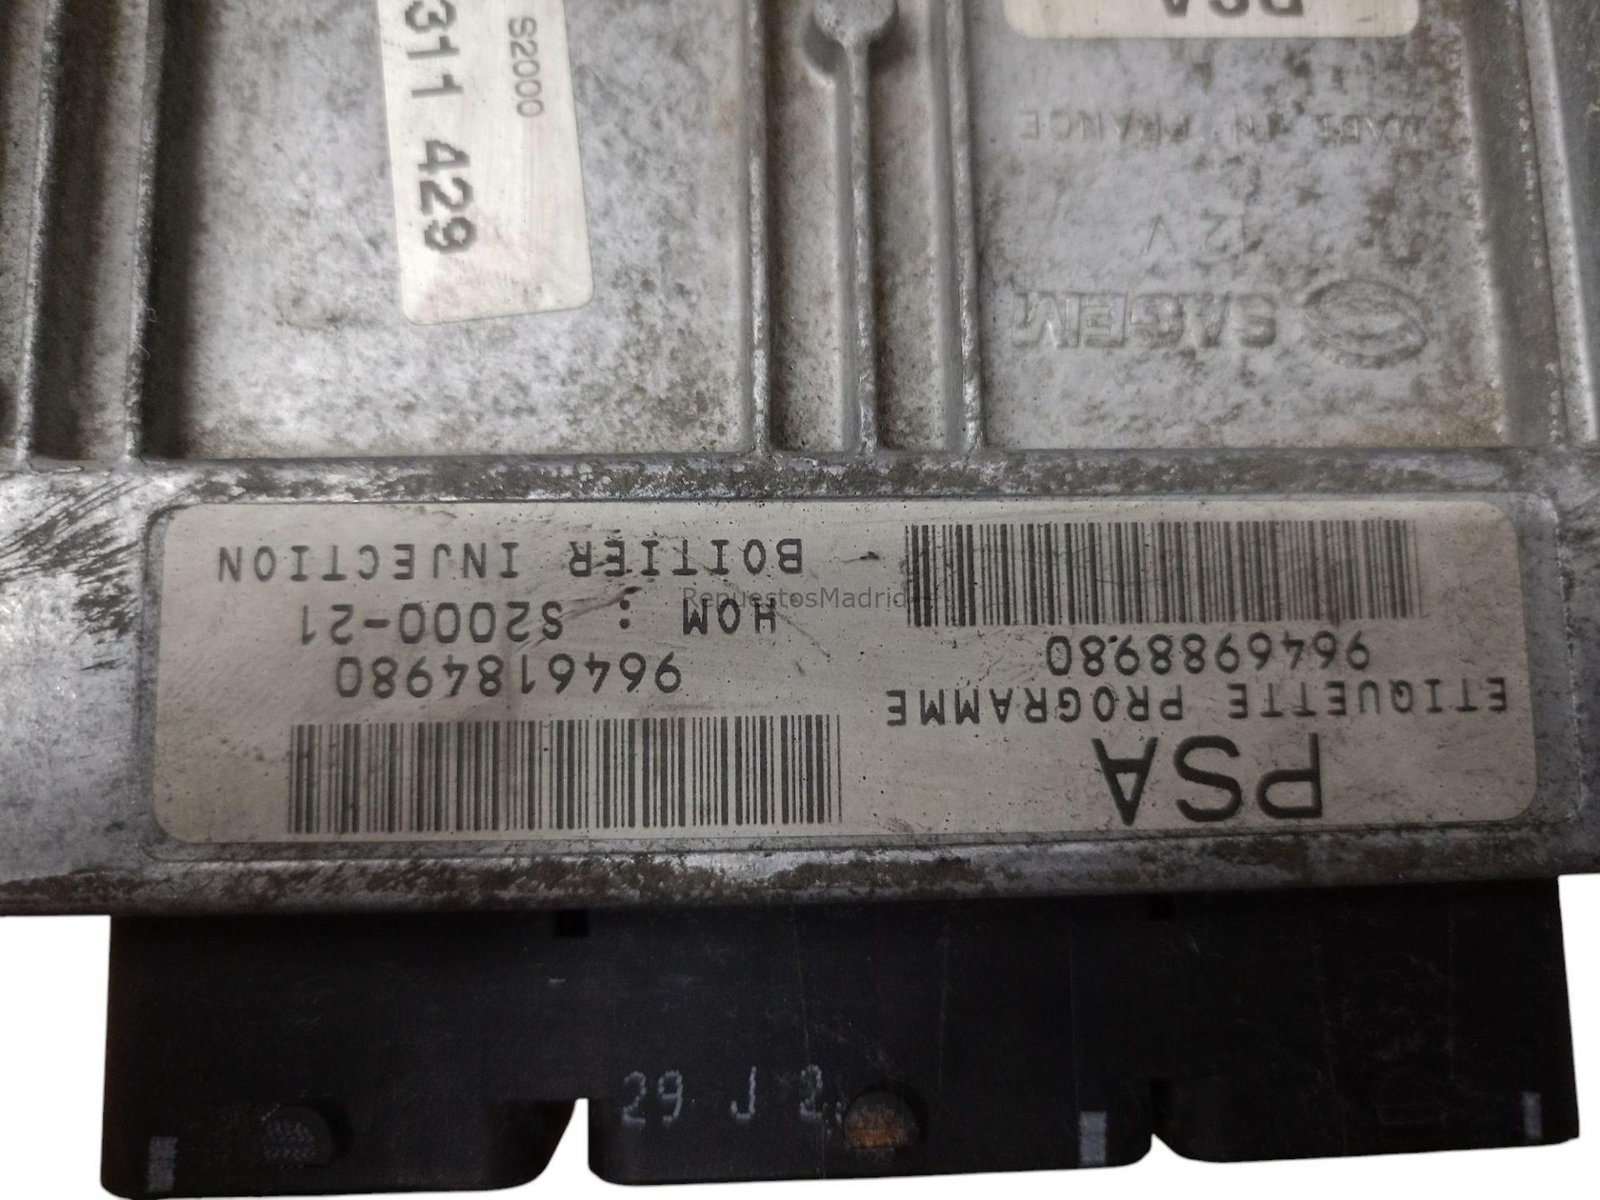 PSA
ETIQUETTE PROGRAMME
9646988980
9646184980
HOM : S2000-21
BOITIER INJECTION
SAGEM
12 V
MADE IN FRANCE
PSA
S2000
311 429
29 J 2
RepuestosMadrid